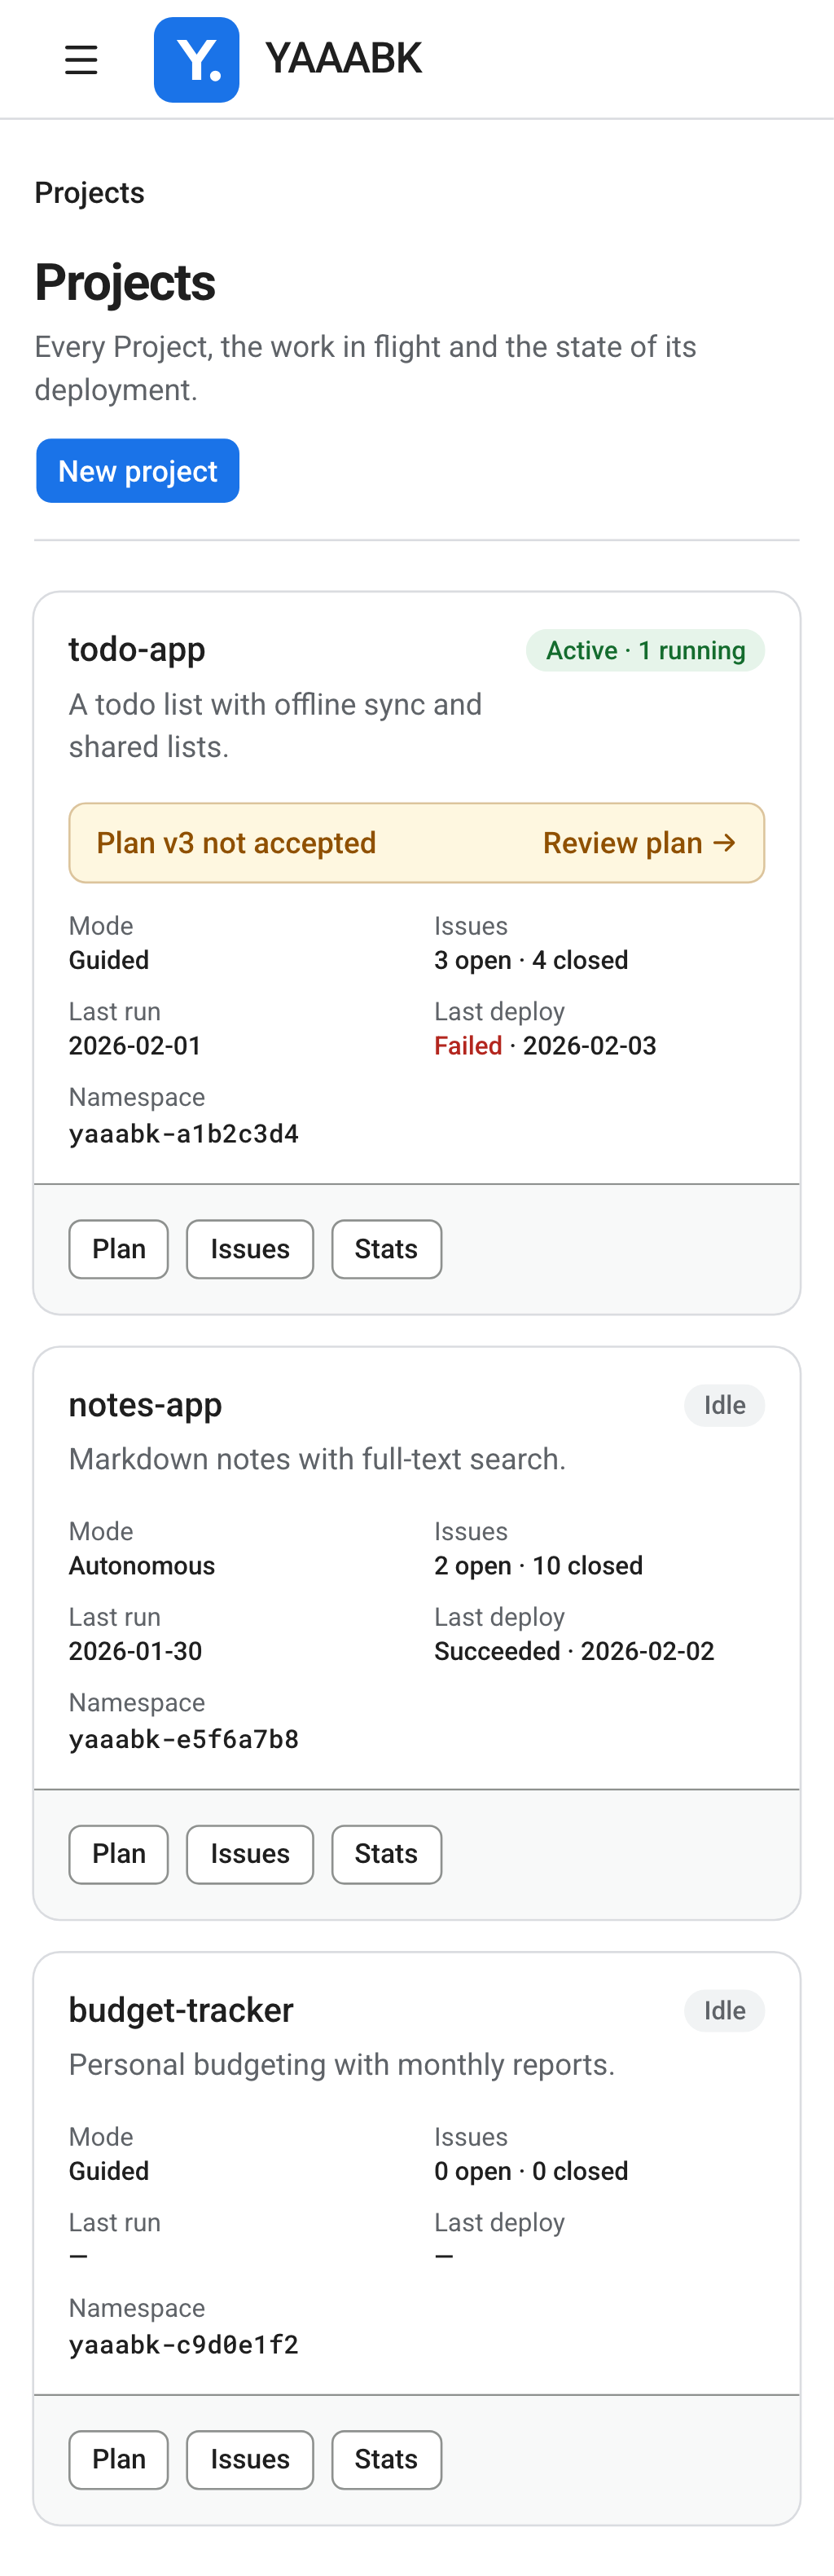 Y.
YAAABK
Projects
Projects
Every Project, the work in flight and the state of its
deployment.
New project
todo-app
Active · 1 running
A todo list with offline sync and
shared lists.
Plan v3 not accepted
Review plan →
Mode
Issues
Guided
3 open · 4 closed
Last run
Last deploy
2026-02-01
Failed · 2026-02-03
Namespace
yaaabk-a1b2c3d4
Plan
Issues
Stats
notes-app
Idle
Markdown notes with full-text search.
Mode
Issues
Autonomous
2 open · 10 closed
Last run
Last deploy
2026-01-30
Succeeded · 2026-02-02
Namespace
yaaabk-e5f6a7b8
Plan
Issues
Stats
budget-tracker
Idle
Personal budgeting with monthly reports.
Mode
Issues
Guided
0 open · 0 closed
Last run
Last deploy
—
—
Namespace
yaaabk-c9d0e1f2
Plan
Issues
Stats